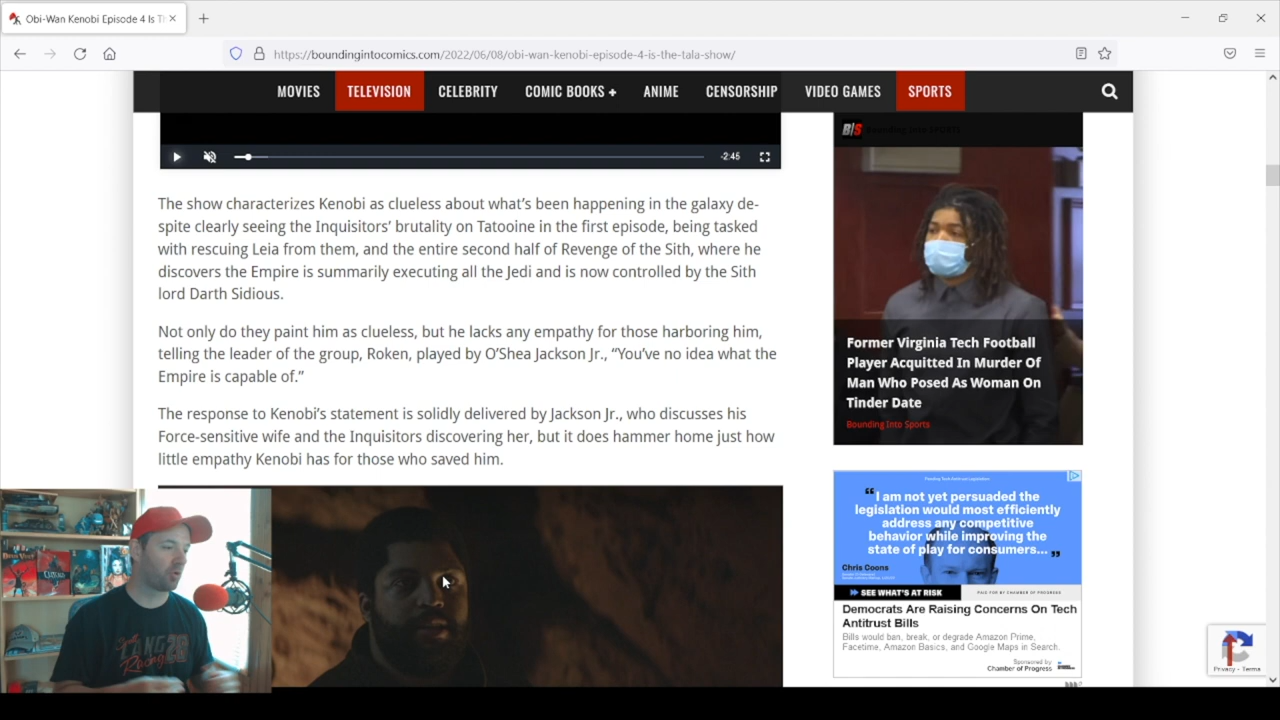 Obi-Wan Kenobi Episode 4 Is Th
https://boundingintocomics.com/2022/06/08/obi-wan-kenobi-episode-4-is-the-tala-show/
MOVIES TELEVISION CELEBRITY COMIC BOOKS + ANIME CENSORSHIP VIDEO GAMES SPORTS
-2:45
The show characterizes Kenobi as clueless about what’s been happening in the galaxy de-
spite clearly seeing the Inquisitors’ brutality on Tatooine in the first episode, being tasked
with rescuing Leia from them, and the entire second half of Revenge of the Sith, where he
discovers the Empire is summarily executing all the Jedi and is now controlled by the Sith
lord Darth Sidious.
Not only do they paint him as clueless, but he lacks any empathy for those harboring him,
telling the leader of the group, Roken, played by O’Shea Jackson Jr., “You’ve no idea what the
Empire is capable of.”
The response to Kenobi’s statement is solidly delivered by Jackson Jr., who discusses his
Force-sensitive wife and the Inquisitors discovering her, but it does hammer home just how
little empathy Kenobi has for those who saved him.
B/S Bounding Into SPORTS
Former Virginia Tech Football
Player Acquitted In Murder Of
Man Who Posed As Woman On
Tinder Date
Bounding Into Sports
“I am not yet persuaded the
legislation would most efficiently
address any competitive
behavior while improving the
state of play for consumers... ”
Chris Coons
SEE WHAT'S AT RISK
PAID FOR BY CHAMBER OF PROGRESS
Democrats Are Raising Concerns On Tech
Antitrust Bills
Bills would ban, break, or degrade Amazon Prime,
Facetime, Amazon Basics, and Google Maps in Search.
Sponsored by
Chamber of Progress
Privacy - Terms